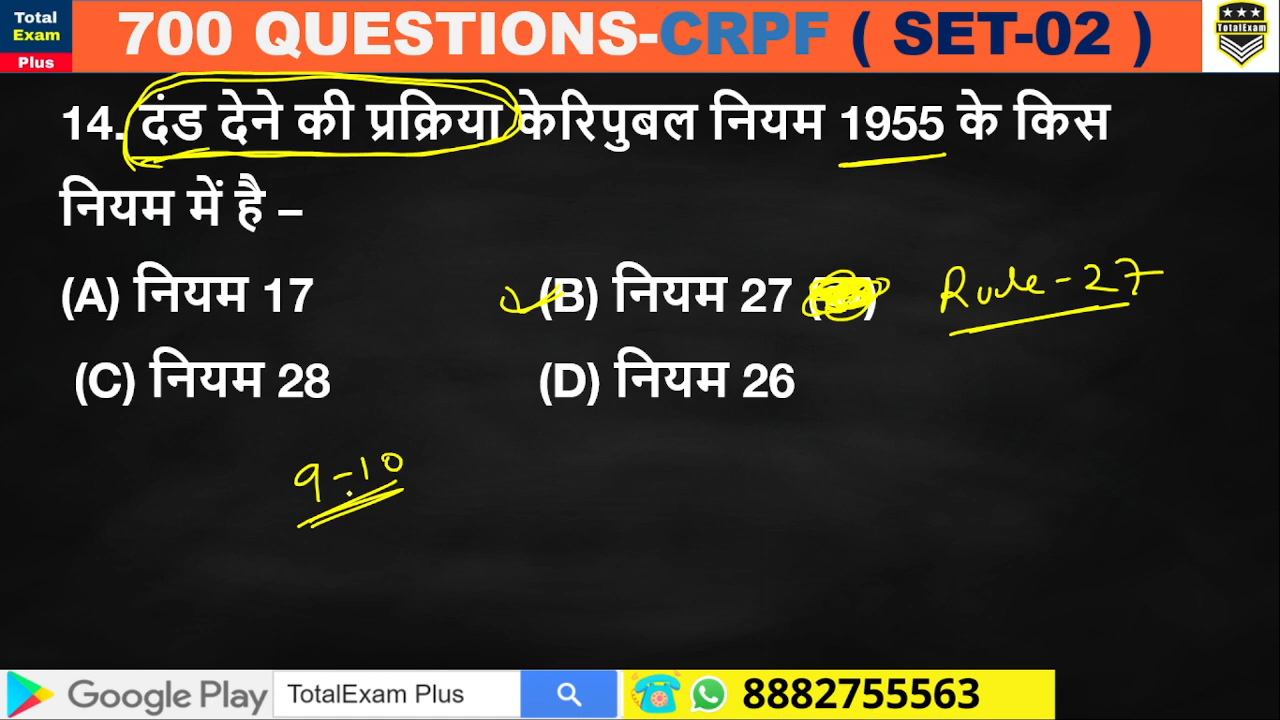 Total
Exam
Plus
700 QUESTIONS-CRPF ( SET-02 )
TotalExam
14. दंड देने की प्रक्रिया केरिपुबल नियम 1955 के किस
नियम में है –
(A) नियम 17
(B) नियम 27
Rule-27
(C) नियम 28
(D) नियम 26
9-10
Google Play
TotalExam Plus
8882755563